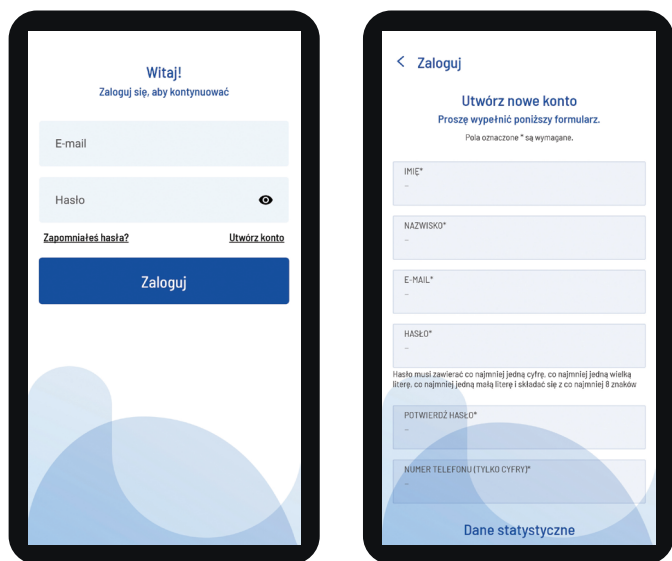 Witaj!
Zaloguj się, aby kontynuować
E-mail
Hasło
Zapomniałeś hasła? Utwórz konto
Zaloguj
Zaloguj
Utwórz nowe konto
Proszę wypełnić poniższy formularz.
Pola oznaczone * są wymagane.
IMIĘ*
NAZWISKO*
E-MAIL*
HASŁO*
Hasło musi zawierać co najmniej jedną cyfrę, co najmniej jedną wielką
literę, co najmniej jedną małą literę i składać się z co najmniej 8 znaków
POTWIERDŹ HASŁO*
NUMER TELEFONU (TYLKO CYFRY)*
Dane statystyczne